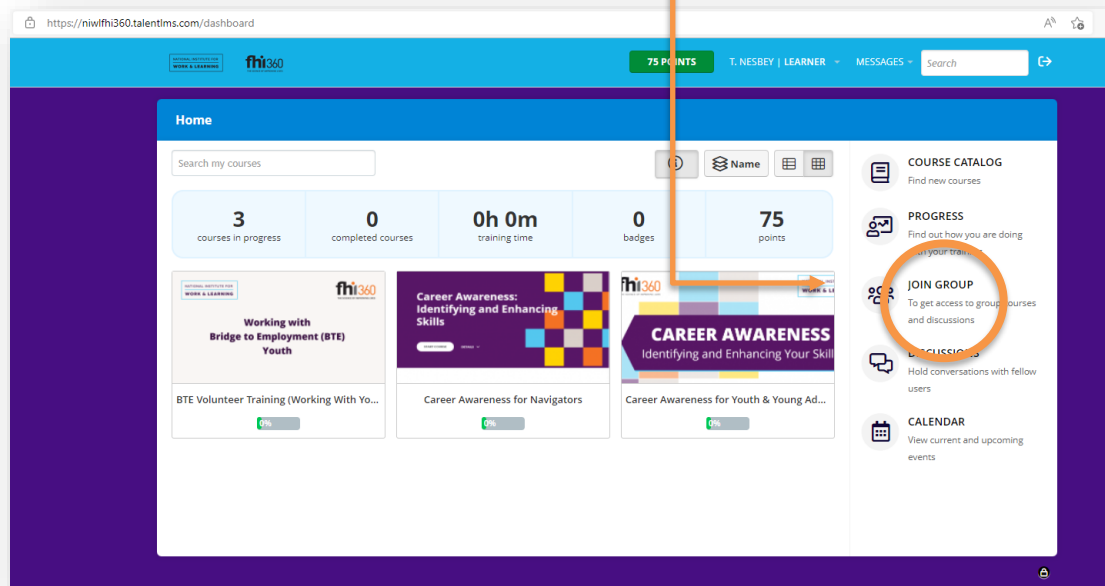 https://niwlfhi360.talentlms.com/dashboard
NATIONAL INSTITUTE FOR
WORK & LEARNING
fhi360
75 POINTS
T. NESBEY | LEARNER
MESSAGES
Search
Home
Search my courses
Name
3
courses in progress
0
completed courses
0h 0m
training time
0
badges
75
points
NATIONAL INSTITUTE FOR
WORK & LEARNING
fhi360
Working with
Bridge to Employment (BTE)
Youth
BTE Volunteer Training (Working With Yo...
0%
Career Awareness:
Identifying and Enhancing
Skills
Career Awareness for Navigators
0%
fhi360
CAREER AWARENESS
Identifying and Enhancing Your Skill
Career Awareness for Youth & Young Ad...
0%
COURSE CATALOG
Find new courses
PROGRESS
Find out how you are doing
your training
JOIN GROUP
To get access to group courses
and discussions
DISCUSSIONS
Hold conversations with fellow
users
CALENDAR
View current and upcoming
events